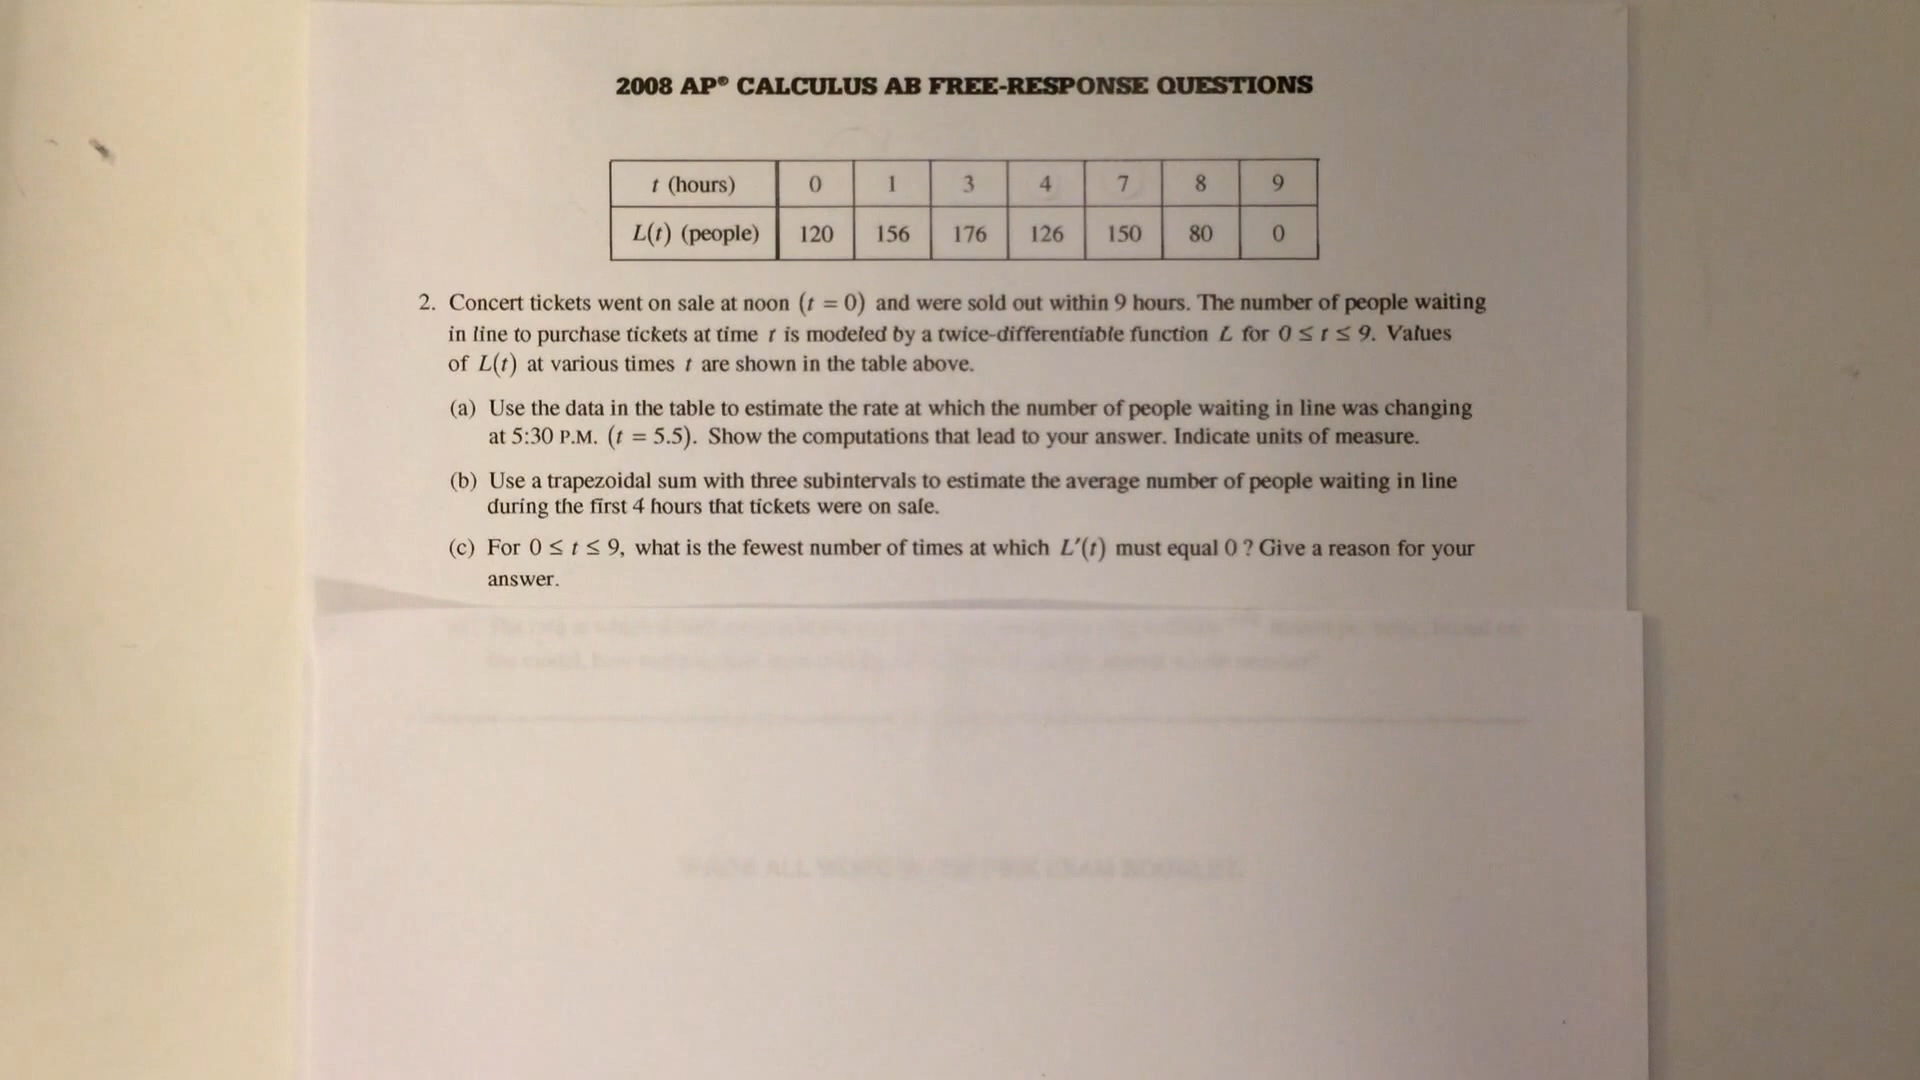 2008 AP® CALCULUS AB FREE-RESPONSE QUESTIONS
t (hours) 0 1 3 4 7 8 9
L(t) (people) 120 156 176 126 150 80 0
2. Concert tickets went on sale at noon (t = 0) and were sold out within 9 hours. The number of people waiting
in line to purchase tickets at time t is modeled by a twice-differentiable function L for 0 ≤ t ≤ 9. Values
of L(t) at various times t are shown in the table above.
(a) Use the data in the table to estimate the rate at which the number of people waiting in line was changing
at 5:30 P.M. (t = 5.5). Show the computations that lead to your answer. Indicate units of measure.
(b) Use a trapezoidal sum with three subintervals to estimate the average number of people waiting in line
during the first 4 hours that tickets were on sale.
(c) For 0 ≤ t ≤ 9, what is the fewest number of times at which L′(t) must equal 0 ? Give a reason for your
answer.